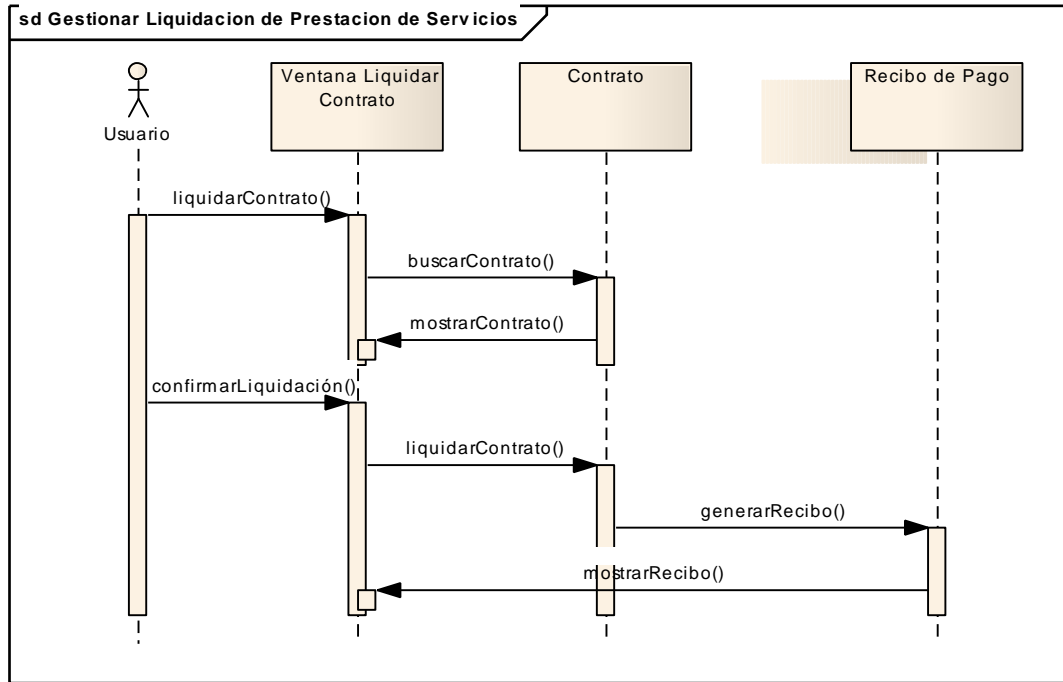 sd Gestionar Liquidacion de Prestacion de Servicios
Usuario
Ventana Liquidar
Contrato
Contrato
Recibo de Pago
liquidarContrato()
buscarContrato()
mostrarContrato()
confirmarLiquidación()
liquidarContrato()
generarRecibo()
mostrarRecibo()